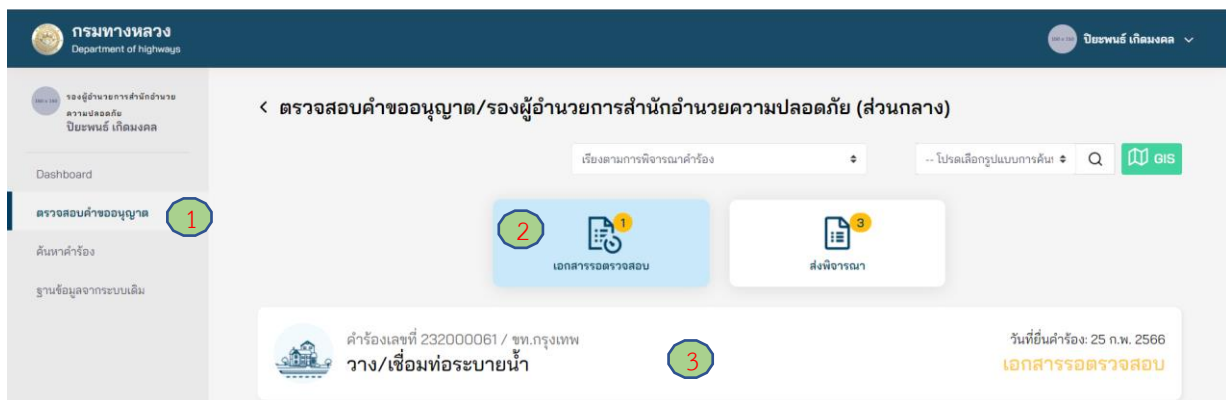 กรมทางหลวง
Department of highways
ปิยะพนธ์ เกิดมงคล
รองผู้อำนวยการสำนักอำนวย
ความปลอดภัย
ปิยะพนธ์ เกิดมงคล
< ตรวจสอบคำขออนุญาต/รองผู้อำนวยการสำนักอำนวยความปลอดภัย (ส่วนกลาง)
เรียงตามการพิจารณาคำร้อง
-- โปรดเลือกรูปแบบการค้น
GIS
Dashboard
ตรวจสอบคำขออนุญาต
1
ค้นหาคำร้อง
ฐานข้อมูลจากระบบเดิม
2
1
เอกสารรอตรวจสอบ
3
ส่งพิจารณา
คำร้องเลขที่ 232000061 / ขท.กรุงเทพ
วาง/เชื่อมท่อระบายน้ำ
3
วันที่ยื่นคำร้อง: 25 ก.พ. 2566
เอกสารรอตรวจสอบ